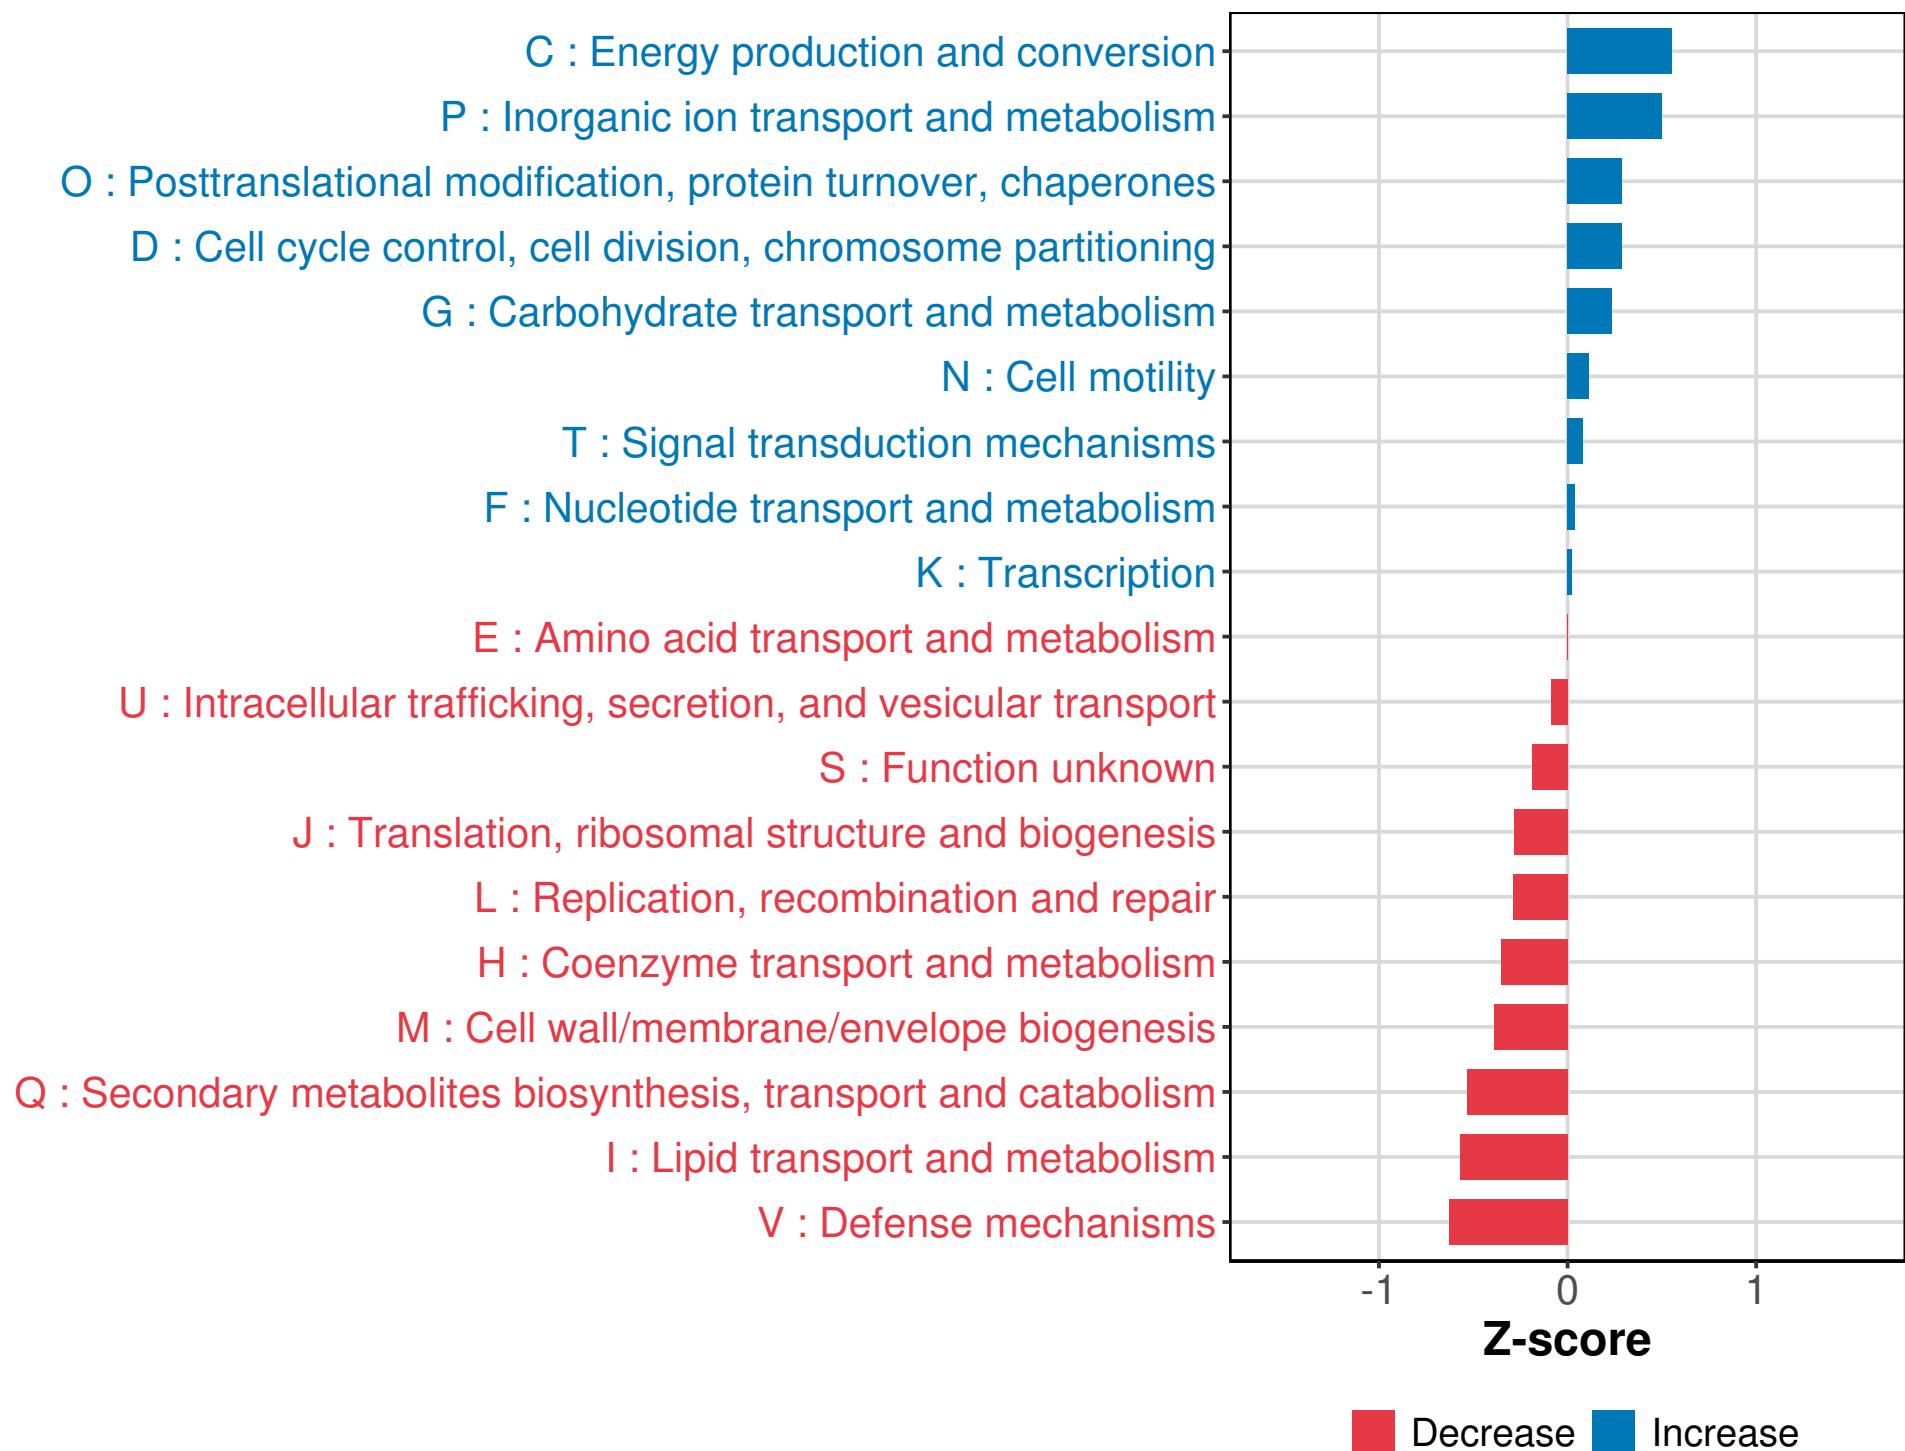 C : Energy production and conversion
P : Inorganic ion transport and metabolism
O : Posttranslational modification, protein turnover, chaperones
D : Cell cycle control, cell division, chromosome partitioning
G : Carbohydrate transport and metabolism
N : Cell motility
T : Signal transduction mechanisms
F : Nucleotide transport and metabolism
K : Transcription
E : Amino acid transport and metabolism
U : Intracellular trafficking, secretion, and vesicular transport
S : Function unknown
J : Translation, ribosomal structure and biogenesis
L : Replication, recombination and repair
H : Coenzyme transport and metabolism
M : Cell wall/membrane/envelope biogenesis
Q : Secondary metabolites biosynthesis, transport and catabolism
I : Lipid transport and metabolism
V : Defense mechanisms
-1 0 1
Z-score
Decrease Increase